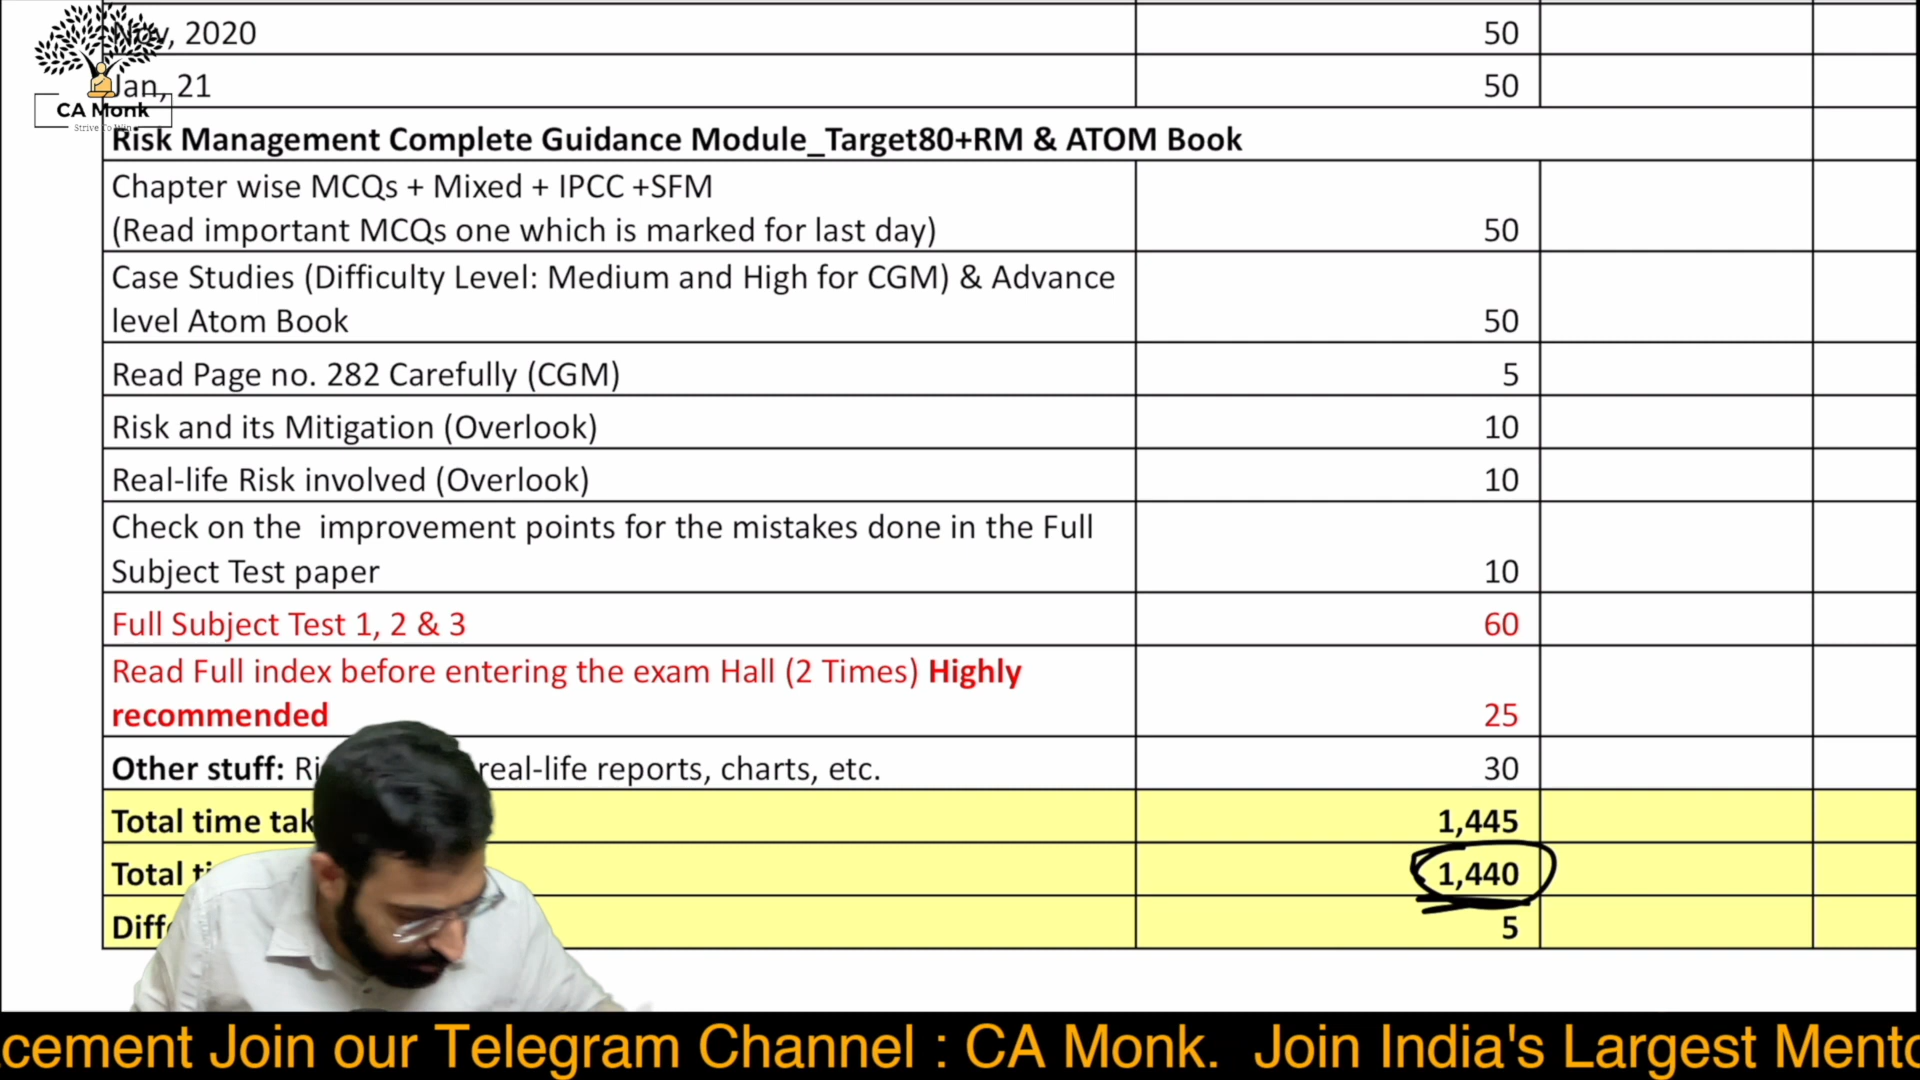 , 2020 50
Jan, 21 50
CA Monk
Strive To Win
Risk Management Complete Guidance Module_Target80+RM & ATOM Book
Chapter wise MCQs + Mixed + IPCC +SFM
(Read important MCQs one which is marked for last day) 50
Case Studies (Difficulty Level: Medium and High for CGM) & Advance
level Atom Book 50
Read Page no. 282 Carefully (CGM) 5
Risk and its Mitigation (Overlook) 10
Real-life Risk involved (Overlook) 10
Check on the improvement points for the mistakes done in the Full
Subject Test paper 10
Full Subject Test 1, 2 & 3 60
Read Full index before entering the exam Hall (2 Times) Highly
recommended 25
Other stuff: real-life reports, charts, etc. 30
Total time 1,445
Total 1,440
5
Join our Telegram Channel : CA Monk. Join India's Largest